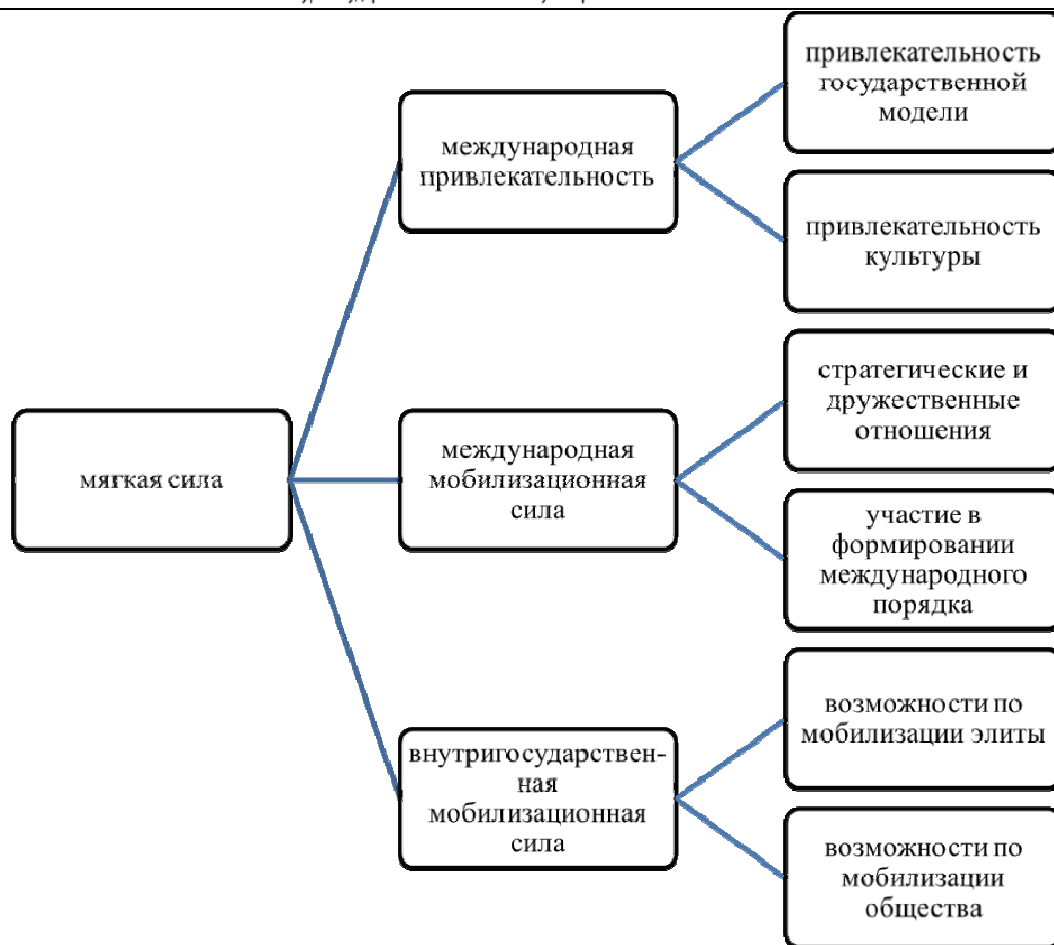 мягкая сила
международная
привлекательность
привлекательность
государственной
модели
привлекательность
культуры
международная
мобилизационная
сила
стратегические и
дружественные
отношения
участие в
формировании
международного
порядка
внутригосударствен-
ная
мобилизационная
сила
возможности по
мобилизации элиты
возможности по
мобилизации
общества